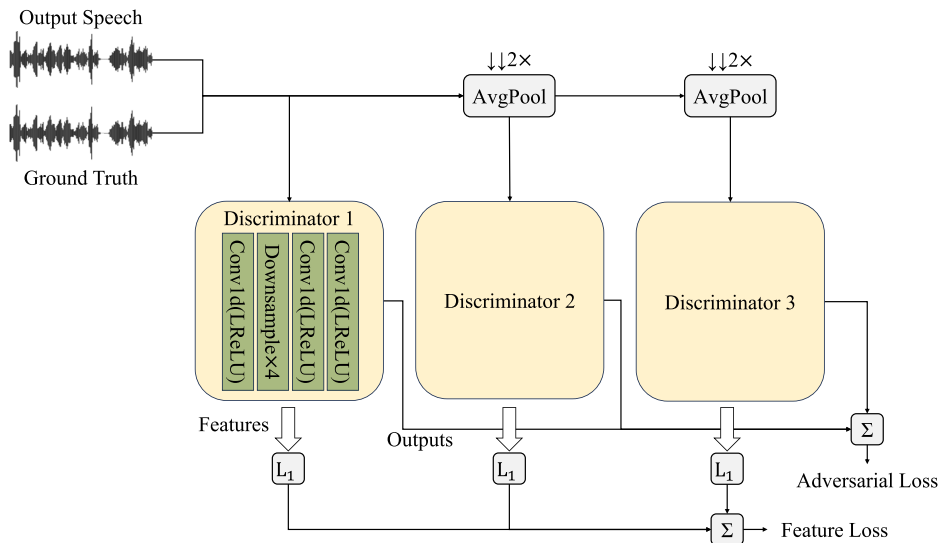 Output Speech
Ground Truth
↓↓2×
AvgPool
↓↓2×
AvgPool
Discriminator 1
Conv1d(LReLU)
Downsample×4
Conv1d(LReLU)
Conv1d(LReLU)
Discriminator 2
Discriminator 3
Features
Outputs
L₁
L₁
L₁
Σ
Adversarial Loss
Σ
Feature Loss